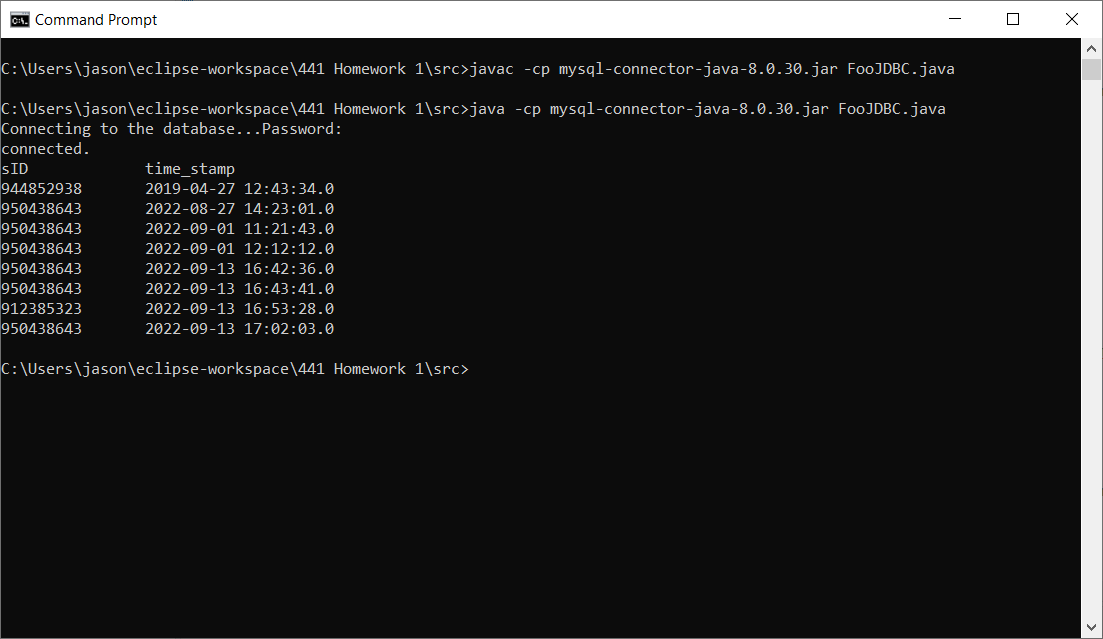 Command Prompt
C:\Users\jason\eclipse-workspace\441 Homework 1\src>javac -cp mysql-connector-java-8.0.30.jar FooJDBC.java
C:\Users\jason\eclipse-workspace\441 Homework 1\src>java -cp mysql-connector-java-8.0.30.jar FooJDBC.java
Connecting to the database...Password:
connected.
sID             time_stamp
944852938       2019-04-27 12:43:34.0
950438643       2022-08-27 14:23:01.0
950438643       2022-09-01 11:21:43.0
950438643       2022-09-01 12:12:12.0
950438643       2022-09-13 16:42:36.0
950438643       2022-09-13 16:43:41.0
912385323       2022-09-13 16:53:28.0
950438643       2022-09-13 17:02:03.0
C:\Users\jason\eclipse-workspace\441 Homework 1\src>